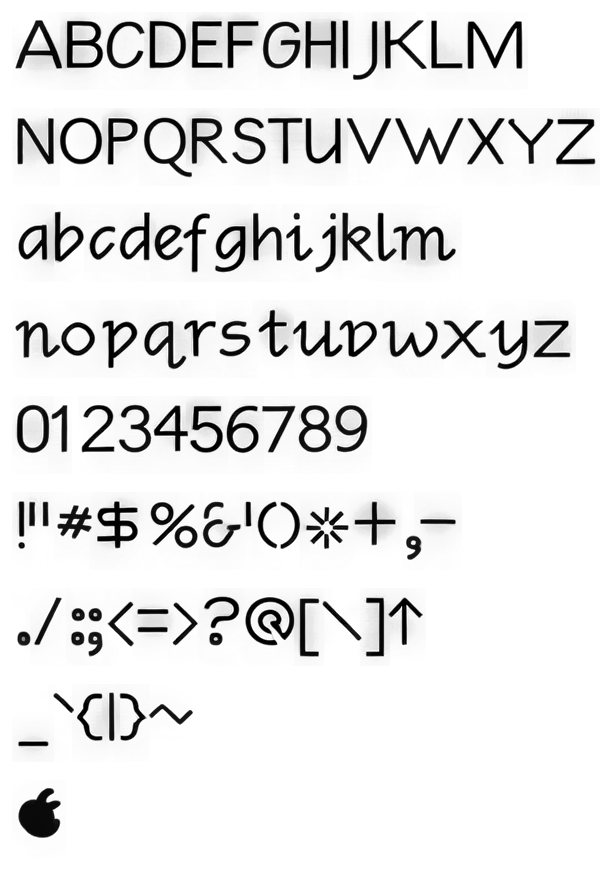 ABCDEFGHIJKLM
NOPQRSTUVWXYZ
abcdefghijklm
nopqrstuvwxyz
0123456789
!"#$%&'()*+,-
./:;<=>?@[\]↑
_`{|}~